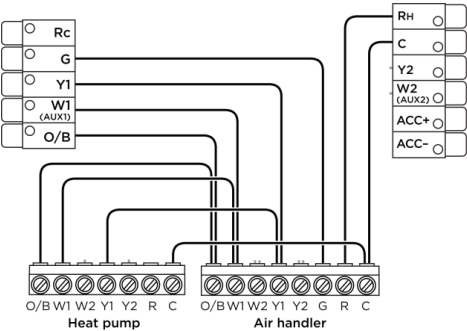 Rc
G
Y1
W1
(AUX1)
O/B
RH
C
Y2
W2
(AUX2)
ACC+
ACC-
O/B W1 W2 Y1 Y2 R C
Heat pump
O/B W1 W2 Y1 Y2 G R C
Air handler